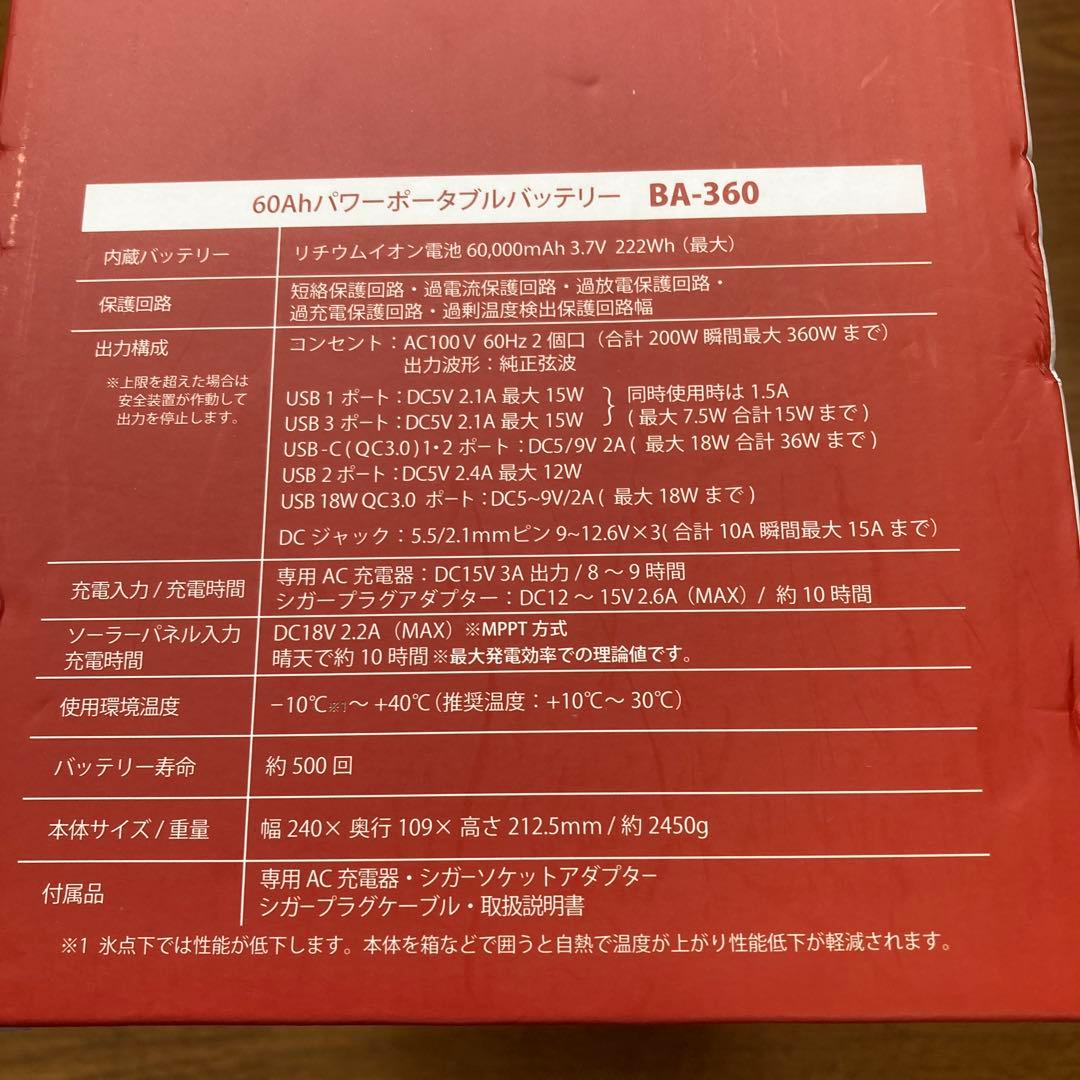 60Ahパワーポータブルバッテリー BA-360
内蔵バッテリー リチウムイオン電池 60,000mAh 3.7V 222Wh（最大）
保護回路 短絡保護回路・過電流保護回路・過放電保護回路・
過充電保護回路・過剰温度検出保護回路幅
出力構成 コンセント：AC100V 60Hz 2個口（合計 200W 瞬間最大 360W まで）
出力波形：純正弦波
※上限を超えた場合は
安全装置が作動して
出力を停止します。
USB 1 ポート：DC5V 2.1A 最大 15W
USB 3 ポート：DC5V 2.1A 最大 15W
} 同時使用時は 1.5A
( 最大 7.5W 合計15Wまで )
USB-C ( QC3.0 ) 1・2 ポート：DC5/9V 2A ( 最大 18W 合計 36W まで )
USB 2 ポート：DC5V 2.4A 最大 12W
USB 18W QC3.0 ポート：DC5~9V/2A ( 最大 18W まで )
DC ジャック：5.5/2.1mmピン 9~12.6V×3( 合計 10A 瞬間最大 15A まで）
充電入力 / 充電時間 専用 AC 充電器：DC15V 3A 出力 / 8 〜 9 時間
シガープラグアダプター：DC12 〜 15V 2.6A（MAX）/ 約 10 時間
ソーラーパネル入力 DC18V 2.2A（MAX）※MPPT 方式
充電時間 晴天で約 10 時間 ※最大発電効率での理論値です。
使用環境温度 −10℃※1〜 +40℃（推奨温度：+10℃〜 30℃）
バッテリー寿命 約 500 回
本体サイズ / 重量 幅 240× 奥行 109× 高さ 212.5mm / 約 2450g
付属品 専用 AC 充電器・シガーソケットアダプター
シガープラグケーブル・取扱説明書
※1 氷点下では性能が低下します。本体を箱などで囲うと自熱で温度が上がり性能低下が軽減されます。